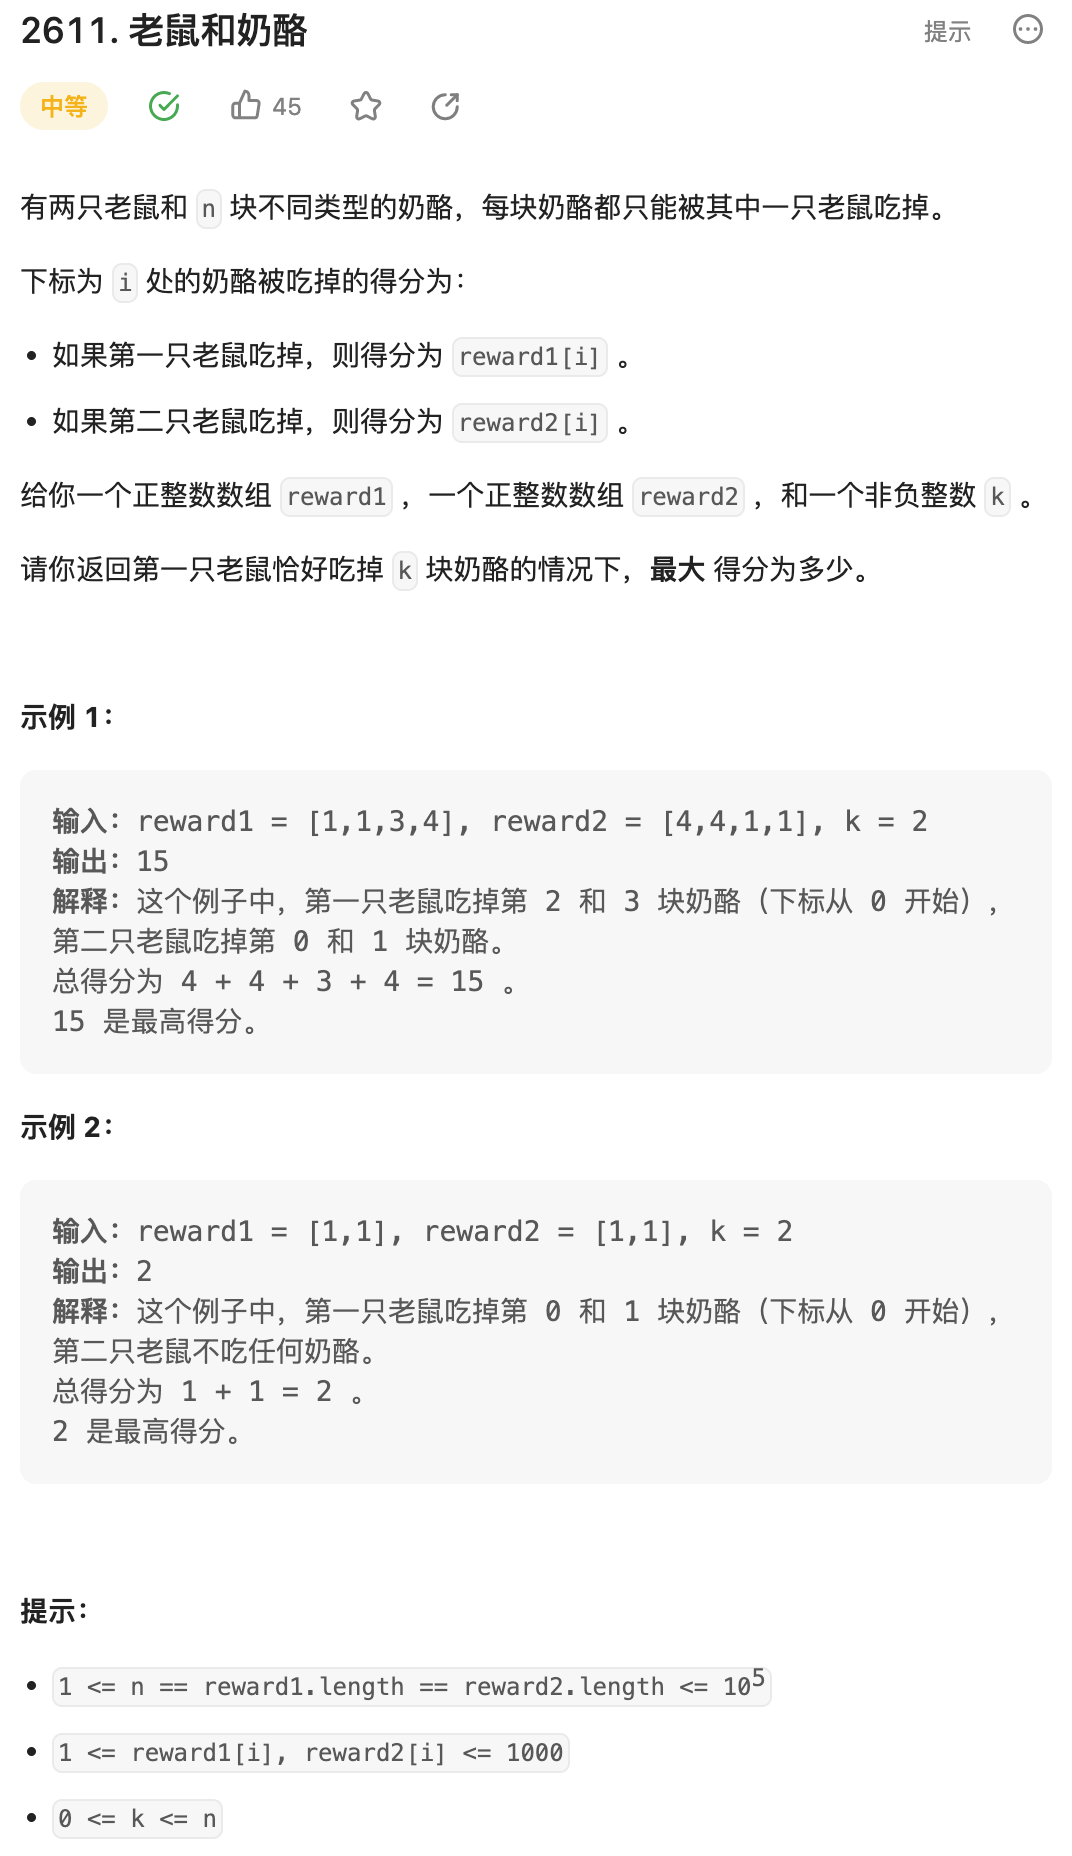 2611. 老鼠和奶酪
提示
中等
45
有两只老鼠和 n 块不同类型的奶酪，每块奶酪都只能被其中一只老鼠吃掉。
下标为 i 处的奶酪被吃掉的得分为：
• 如果第一只老鼠吃掉，则得分为 reward1[i] 。
• 如果第二只老鼠吃掉，则得分为 reward2[i] 。
给你一个正整数数组 reward1 ，一个正整数数组 reward2 ，和一个非负整数 k 。
请你返回第一只老鼠恰好吃掉 k 块奶酪的情况下，最大 得分为多少。
示例 1：
输入：reward1 = [1,1,3,4], reward2 = [4,4,1,1], k = 2
输出：15
解释：这个例子中，第一只老鼠吃掉第 2 和 3 块奶酪（下标从 0 开始），
第二只老鼠吃掉第 0 和 1 块奶酪。
总得分为 4 + 4 + 3 + 4 = 15 。
15 是最高得分。
示例 2：
输入：reward1 = [1,1], reward2 = [1,1], k = 2
输出：2
解释：这个例子中，第一只老鼠吃掉第 0 和 1 块奶酪（下标从 0 开始），
第二只老鼠不吃任何奶酪。
总得分为 1 + 1 = 2 。
2 是最高得分。
提示：
• 1 <= n == reward1.length == reward2.length <= 10⁵
• 1 <= reward1[i], reward2[i] <= 1000
• 0 <= k <= n